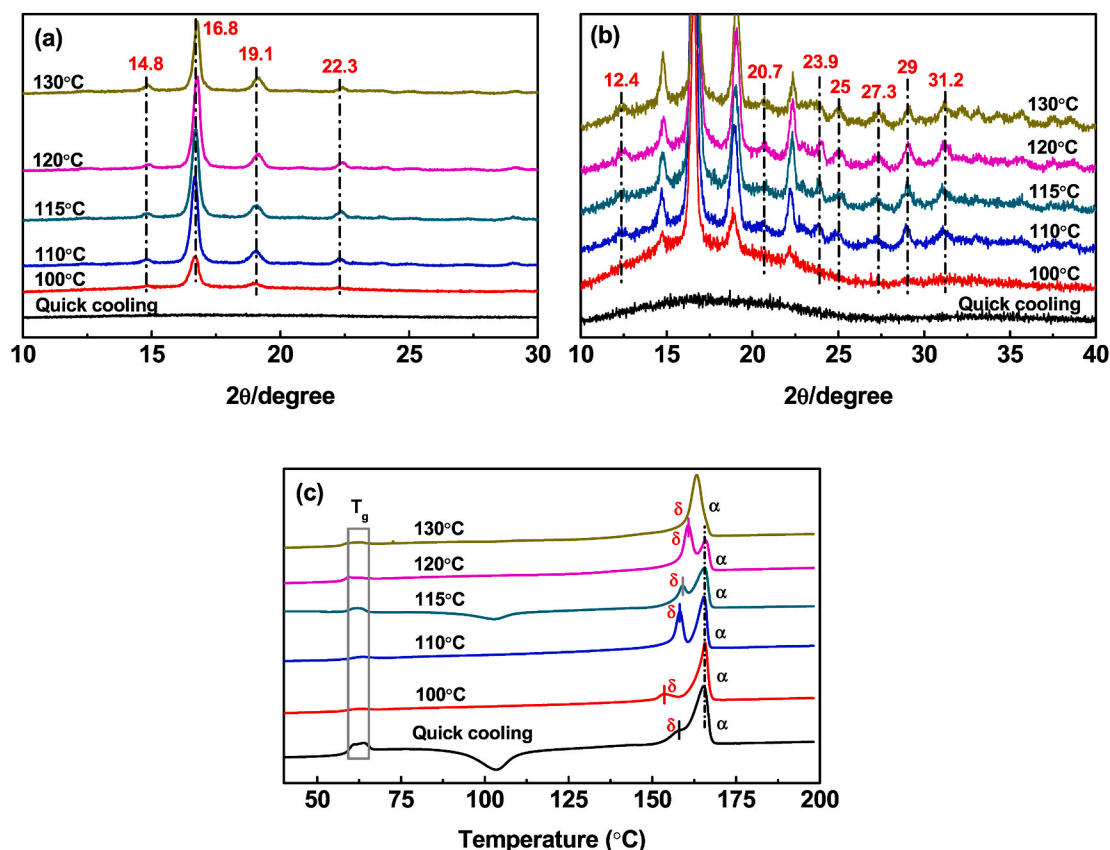 (a)
16.8
14.8
19.1
22.3
130°C
120°C
115°C
110°C
100°C
Quick cooling
10 15 20 25 30
2θ/degree
(b)
12.4
20.7
23.9
25
27.3
29
31.2
130°C
120°C
115°C
110°C
100°C
Quick cooling
10 15 20 25 30 35 40
2θ/degree
(c)
Tg
130°C
δ α
120°C
δ α
115°C
δ α
110°C
δ α
100°C
δ α
Quick cooling
δ α
50 75 100 125 150 175 200
Temperature (°C)